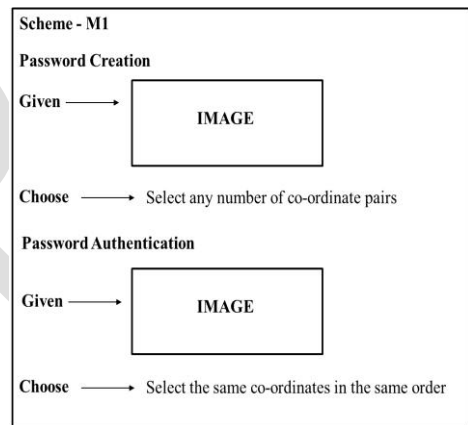 Scheme - M1
Password Creation
Given
IMAGE
Choose Select any number of co-ordinate pairs
Password Authentication
Given
IMAGE
Choose Select the same co-ordinates in the same order